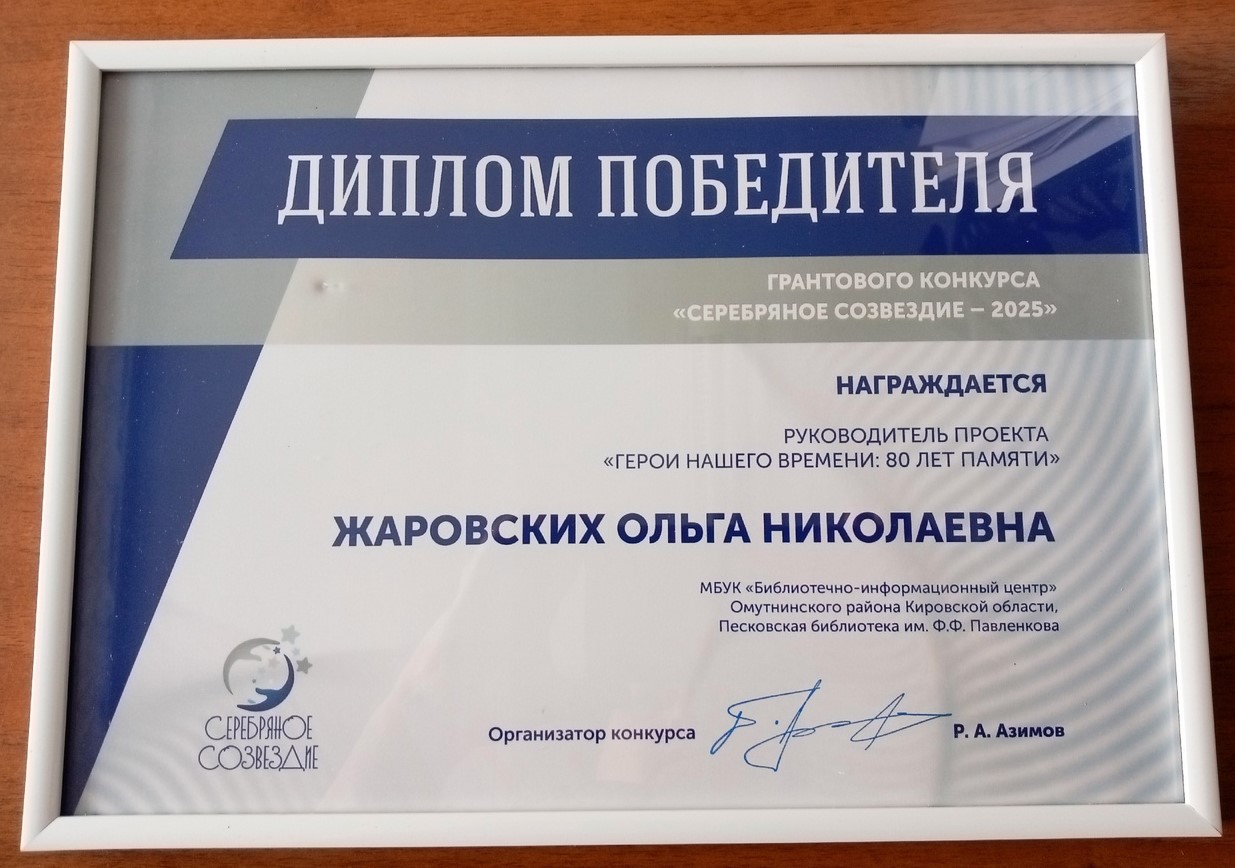 ДИПЛОМ ПОБЕДИТЕЛЯ
ГРАНТОВОГО КОНКУРСА
«СЕРЕБРЯНОЕ СОЗВЕЗДИЕ – 2025»
НАГРАЖДАЕТСЯ
РУКОВОДИТЕЛЬ ПРОЕКТА
«ГЕРОИ НАШЕГО ВРЕМЕНИ: 80 ЛЕТ ПАМЯТИ»
ЖАРОВСКИХ ОЛЬГА НИКОЛАЕВНА
МБУК «Библиотечно-информационный центр»
Омутнинского района Кировской области,
Песковская библиотека им. Ф.Ф. Павленкова
СЕРЕБРЯНОЕ
СОЗВЕЗДИЕ
Организатор конкурса
Р. А. Азимов